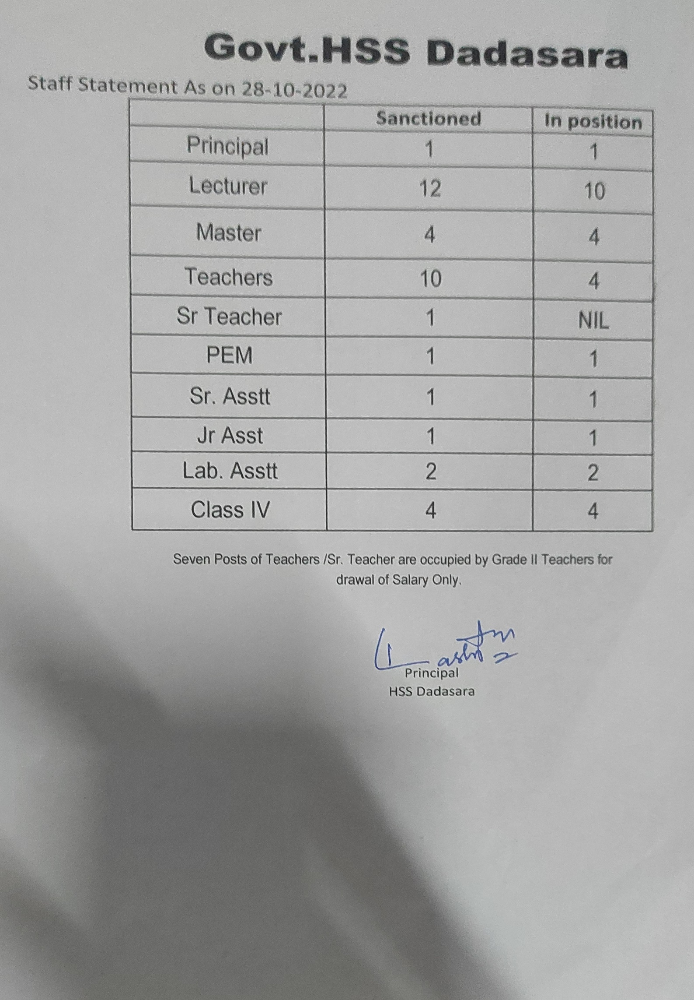 Govt.HSS Dadasara
Staff Statement As on 28-10-2022
Sanctioned In position
Principal 1 1
Lecturer 12 10
Master 4 4
Teachers 10 4
Sr Teacher 1 NIL
PEM 1 1
Sr. Asstt 1 1
Jr Asst 1 1
Lab. Asstt 2 2
Class IV 4 4
Seven Posts of Teachers /Sr. Teacher are occupied by Grade II Teachers for
drawal of Salary Only.
Principal
HSS Dadasara